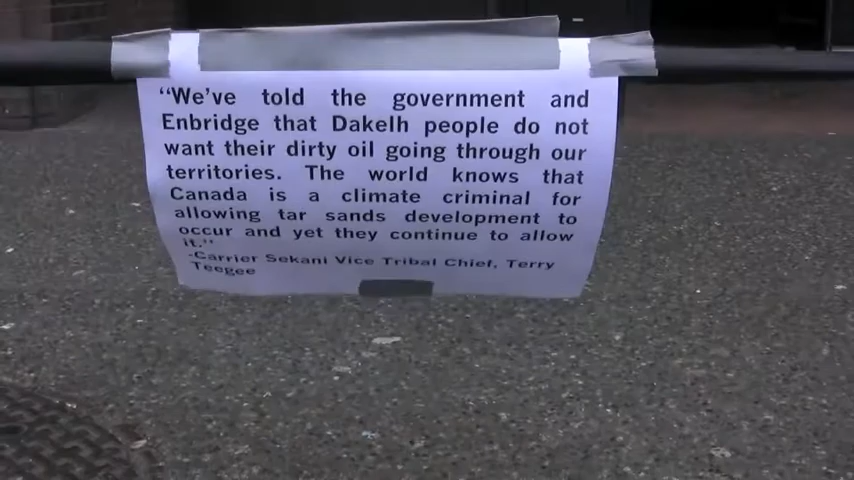 “We’ve told the government and
Enbridge that Dakelh people do not
want their dirty oil going through our
territories. The world knows that
Canada is a climate criminal for
allowing tar sands development to
occur and yet they continue to allow
it.”
-Carrier Sekani Vice Tribal Chief, Terry
Teegee